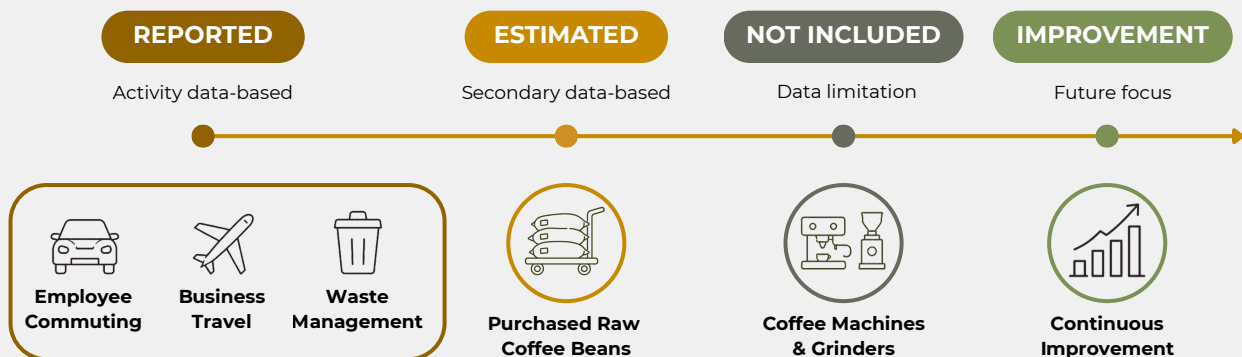 REPORTED
ESTIMATED
NOT INCLUDED
IMPROVEMENT
Activity data-based
Secondary data-based
Data limitation
Future focus
Employee
Commuting
Business
Travel
Waste
Management
Purchased Raw
Coffee Beans
Coffee Machines
& Grinders
Continuous
Improvement